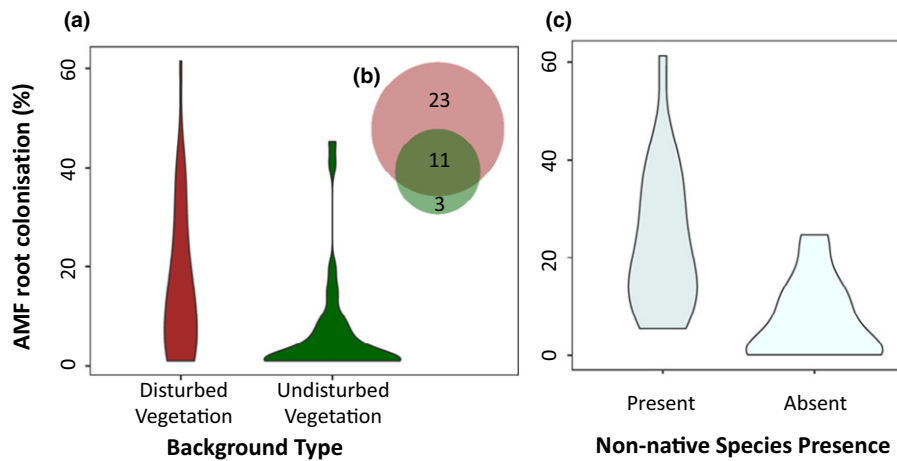 (a)
(b)
(c)
AMF root colonisation (%)
60
40
20
0
23
11
3
Disturbed
Vegetation
Undisturbed
Vegetation
Background Type
60
40
20
0
Present
Absent
Non-native Species Presence